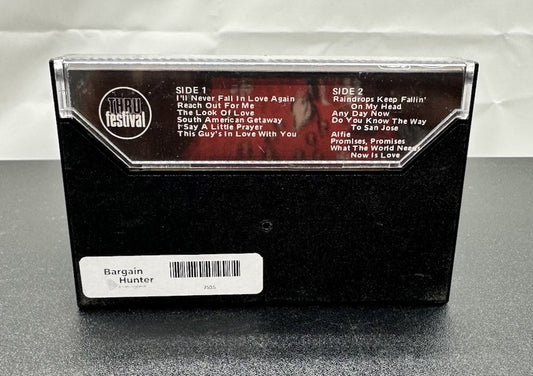 THRU
festival
SIDE 1
I'll Never Fall In Love Again
Reach Out For Me
The Look Of Love
South American Getaway
I Say A Little Prayer
This Guy's In Love With You
SIDE 2
Raindrops Keep Fallin'
On My Head
Any Day Now
Do You Know The Way
To San Jose
Alfie
Promises, Promises
What The World Needs
Now Is Love
Bargain
Hunter